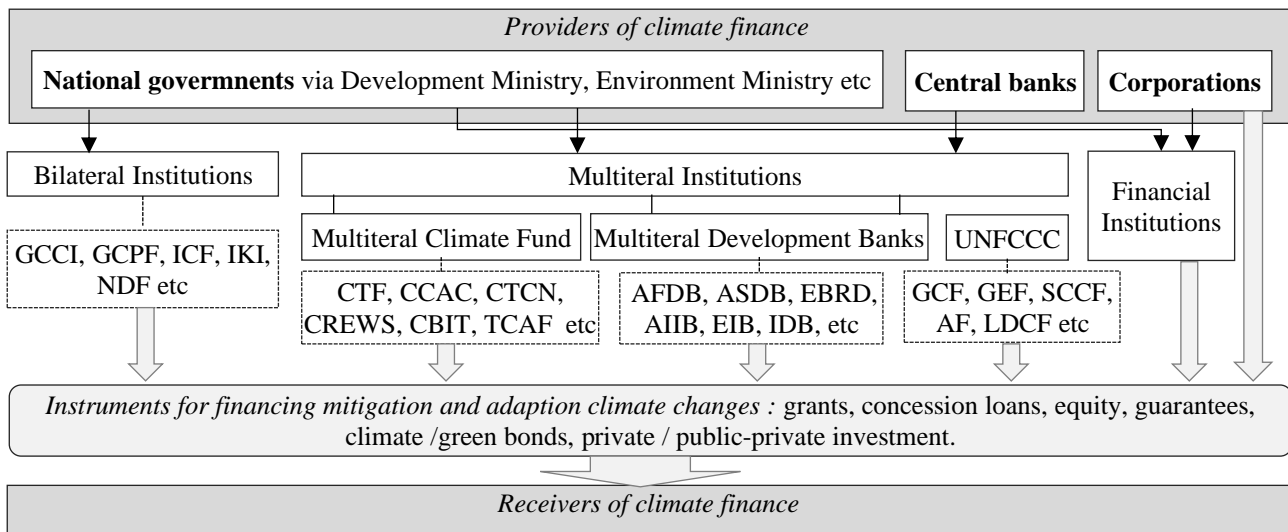 Providers of climate finance
National govermnents via Development Ministry, Environment Ministry etc
Central banks
Corporations
Bilateral Institutions
Multiteral Institutions
Financial
Institutions
Multiteral Climate Fund
Multiteral Development Banks
UNFCCC
GCCI, GCPF, ICF, IKI,
NDF etc
CTF, CCAC, CTCN,
CREWS, CBIT, TCAF etc
AFDB, ASDB, EBRD,
AIIB, EIB, IDB, etc
GCF, GEF, SCCF,
AF, LDCF etc
Instruments for financing mitigation and adaption climate changes : grants, concession loans, equity, guarantees,
climate /green bonds, private / public-private investment.
Receivers of climate finance